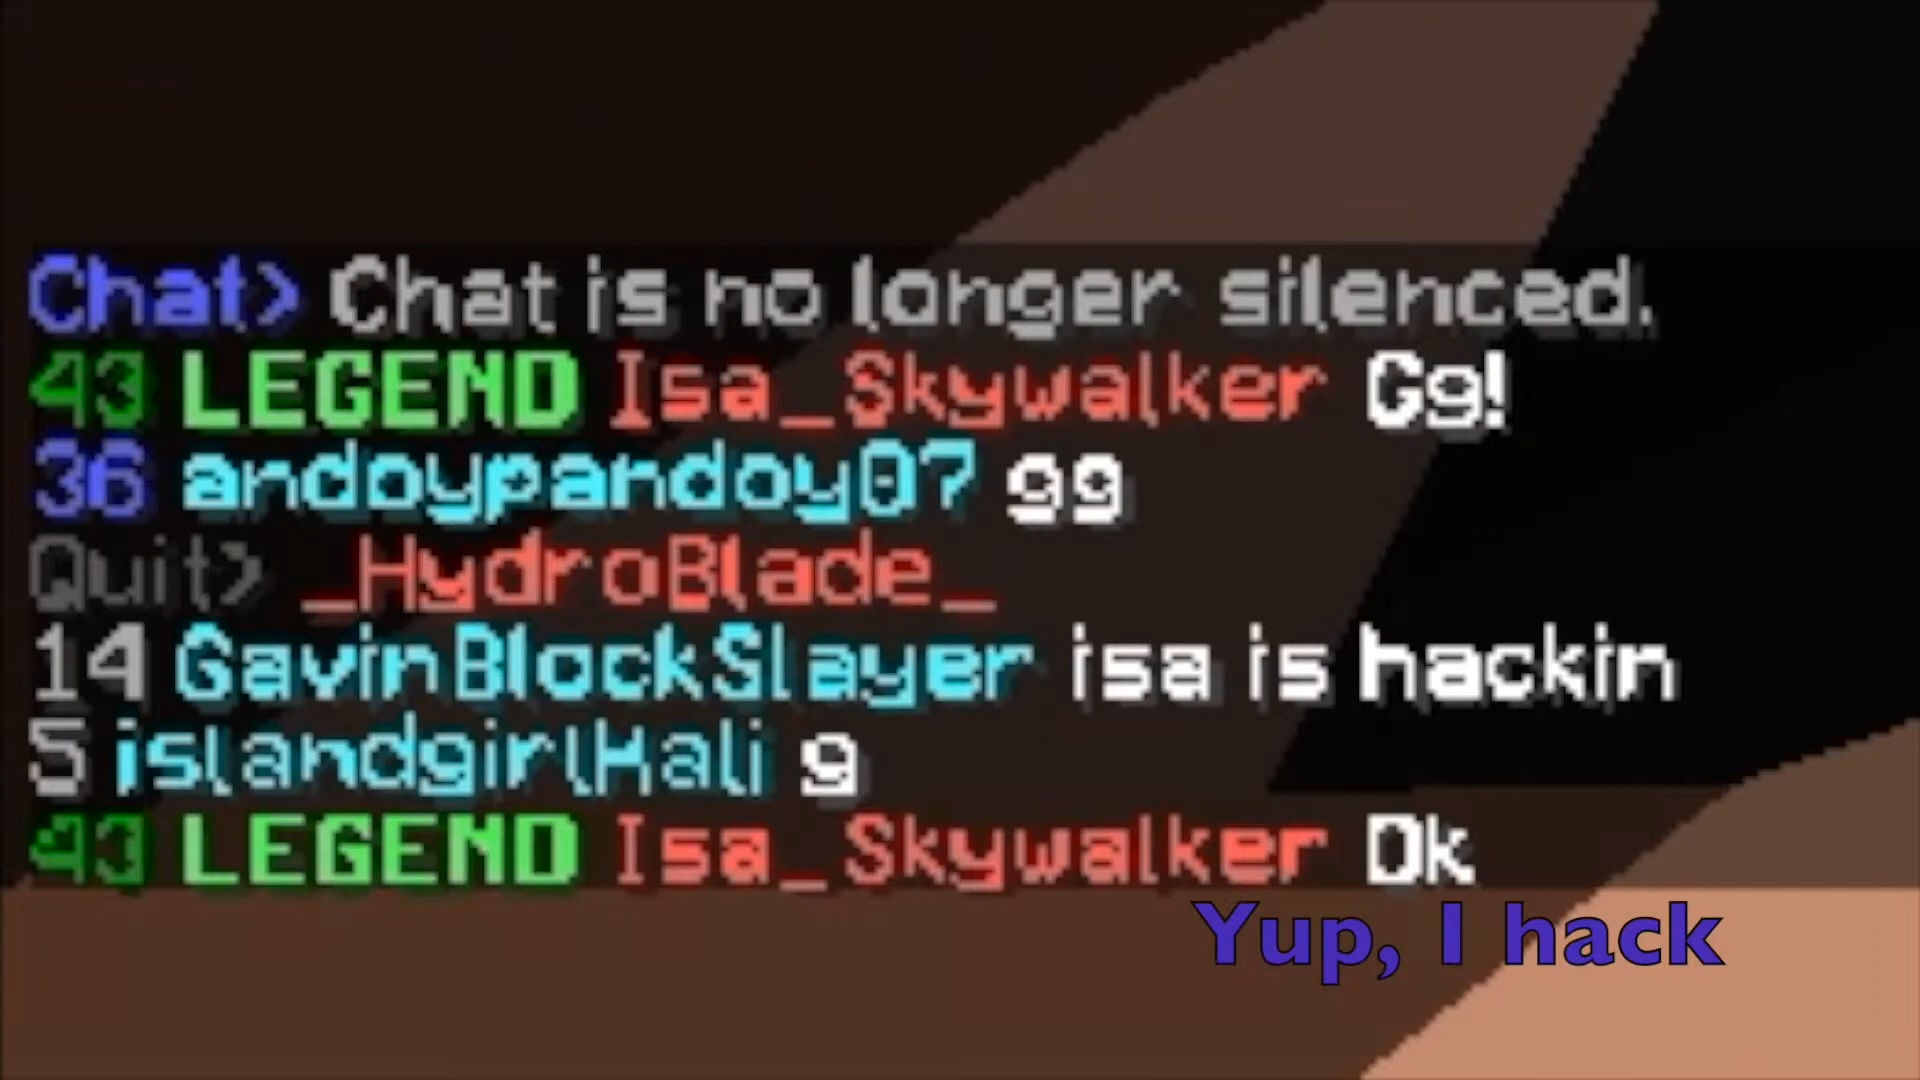 Chat> Chat is no longer silenced.
43 LEGEND Isa_Skywalker Gg!
36 andoypandoy07 gg
Quit> _HydroBlade_
14 GavinBlockSlayer isa is hackin
5 islandgirlKali g
43 LEGEND Isa_Skywalker Ok
Yup, I hack